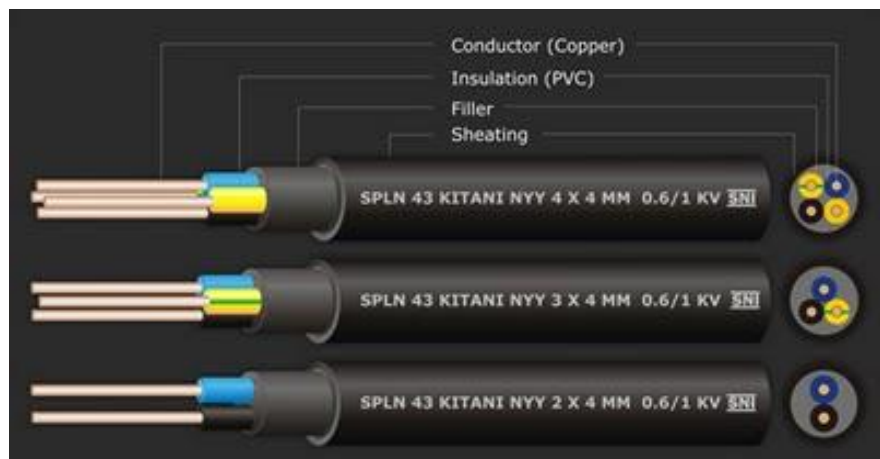 Conductor (Copper)
Insulation (PVC)
Filler
Sheating
SPLN 43 KITANI NYY 4 X 4 MM 0.6/1 KV SNI
SPLN 43 KITANI NYY 3 X 4 MM 0.6/1 KV SNI
SPLN 43 KITANI NYY 2 X 4 MM 0.6/1 KV SNI